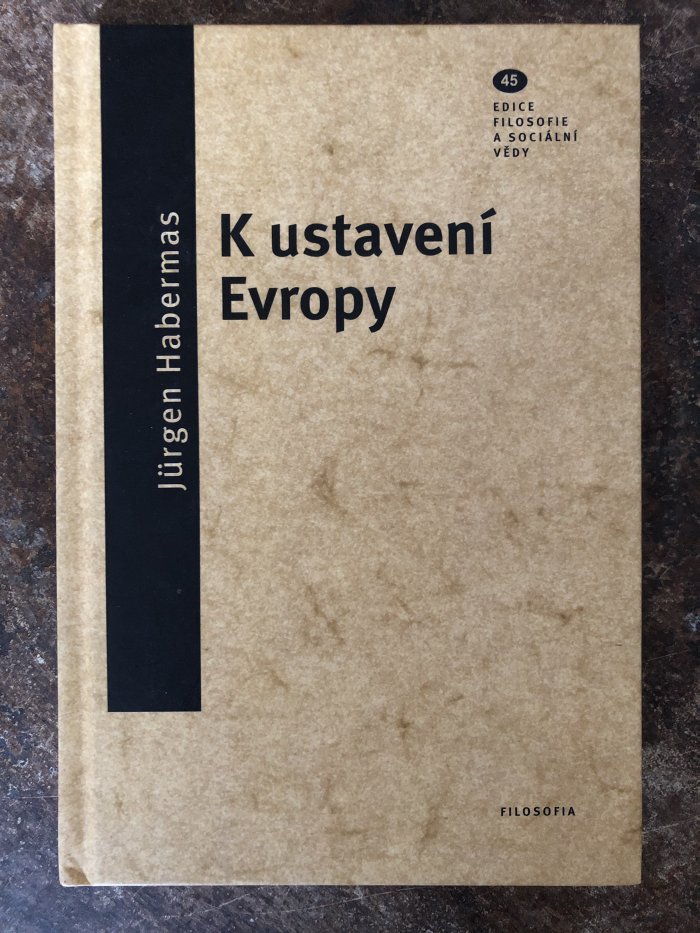 45
EDICE
FILOSOFIE
A SOCIÁLNÍ
VĚDY
Jürgen Habermas
K ustavení
Evropy
FILOSOFIA